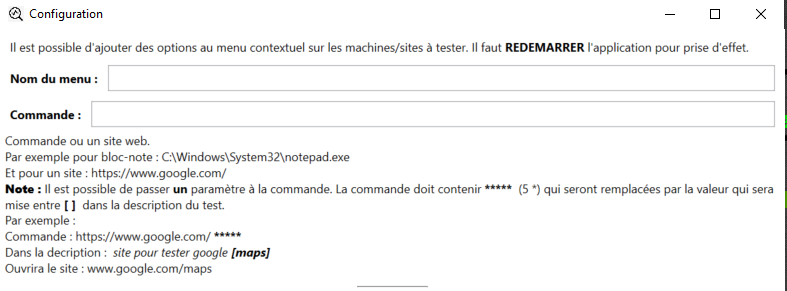 Configuration
Il est possible d'ajouter des options au menu contextuel sur les machines/sites à tester. Il faut REDEMARRER l'application pour prise d'effet.
Nom du menu :
Commande :
Commande ou un site web.
Par exemple pour bloc-note : C:\Windows\System32\notepad.exe
Et pour un site : https://www.google.com/
Note : Il est possible de passer un paramètre à la commande. La commande doit contenir ***** (5 *) qui seront remplacées par la valeur qui sera
mise entre [ ] dans la description du test.
Par exemple :
Commande : https://www.google.com/ *****
Dans la decription : site pour tester google [maps]
Ouvrira le site : www.google.com/maps